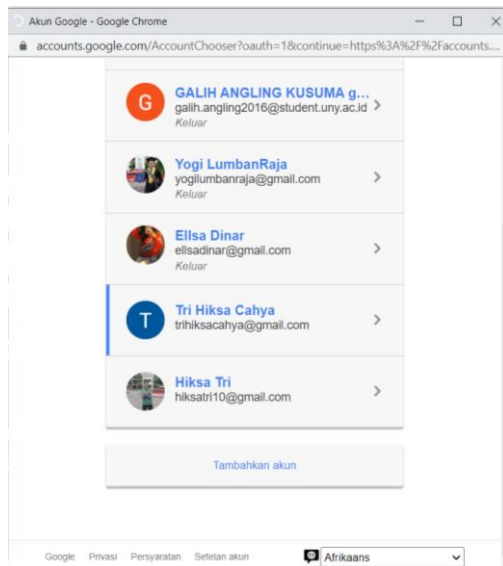 Akun Google - Google Chrome
accounts.google.com/AccountChooser?oauth=1&continue=https%3A%2F%2Faccounts....
G
GALIH ANGLING KUSUMA g...
galih.angling2016@student.uny.ac.id
Keluar
Yogi LumbanRaja
yogilumbanraja@gmail.com
Keluar
Ellsa Dinar
ellsadinar@gmail.com
Keluar
T
Tri Hiksa Cahya
trihiksacahya@gmail.com
Hiksa Tri
hiksatri10@gmail.com
Tambahkan akun
Google Privasi Persyaratan Setelan akun Afrikaans